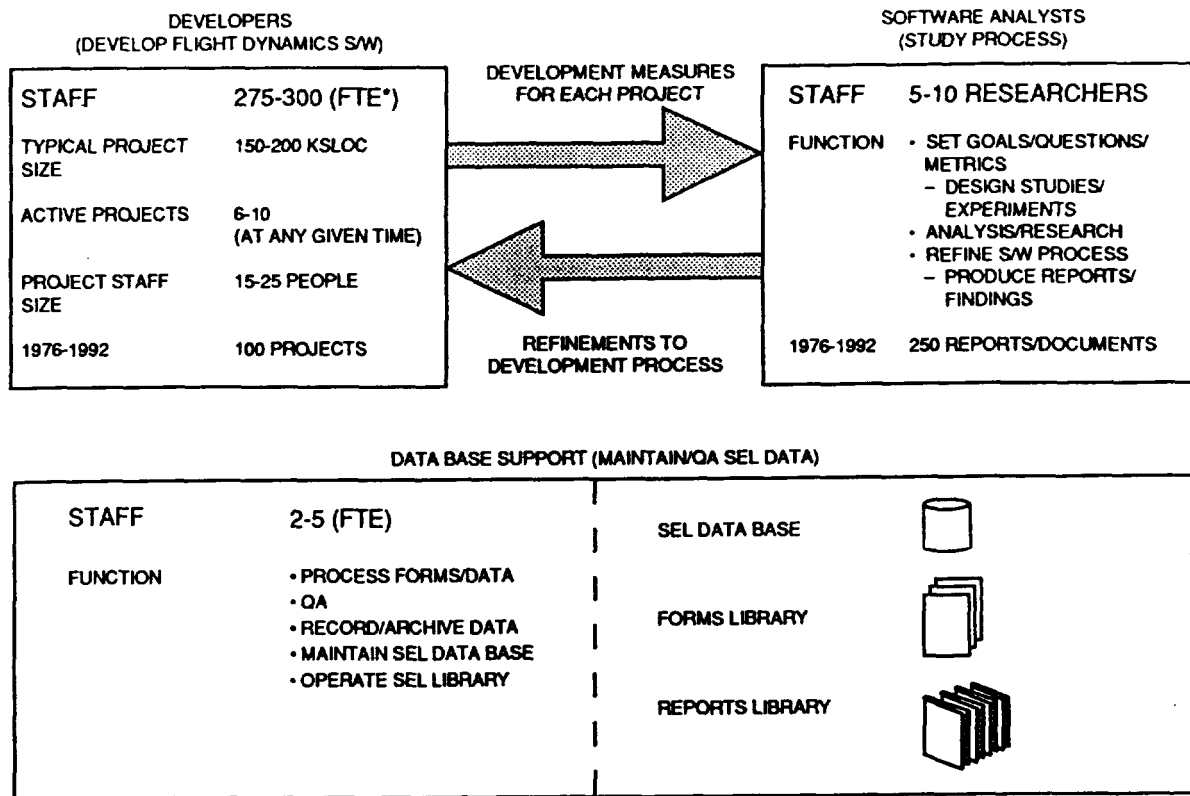 DEVELOPERS
(DEVELOP FLIGHT DYNAMICS S/W)
STAFF 275-300 (FTE*)
TYPICAL PROJECT SIZE 150-200 KSLOC
ACTIVE PROJECTS 6-10
(AT ANY GIVEN TIME)
PROJECT STAFF SIZE 15-25 PEOPLE
1976-1992 100 PROJECTS
DEVELOPMENT MEASURES
FOR EACH PROJECT
REFINEMENTS TO
DEVELOPMENT PROCESS
SOFTWARE ANALYSTS
(STUDY PROCESS)
STAFF 5-10 RESEARCHERS
FUNCTION • SET GOALS/QUESTIONS/
METRICS
– DESIGN STUDIES/
EXPERIMENTS
• ANALYSIS/RESEARCH
• REFINE S/W PROCESS
– PRODUCE REPORTS/
FINDINGS
1976-1992 250 REPORTS/DOCUMENTS
DATA BASE SUPPORT (MAINTAIN/QA SEL DATA)
STAFF 2-5 (FTE)
FUNCTION • PROCESS FORMS/DATA
• QA
• RECORD/ARCHIVE DATA
• MAINTAIN SEL DATA BASE
• OPERATE SEL LIBRARY
SEL DATA BASE
FORMS LIBRARY
REPORTS LIBRARY